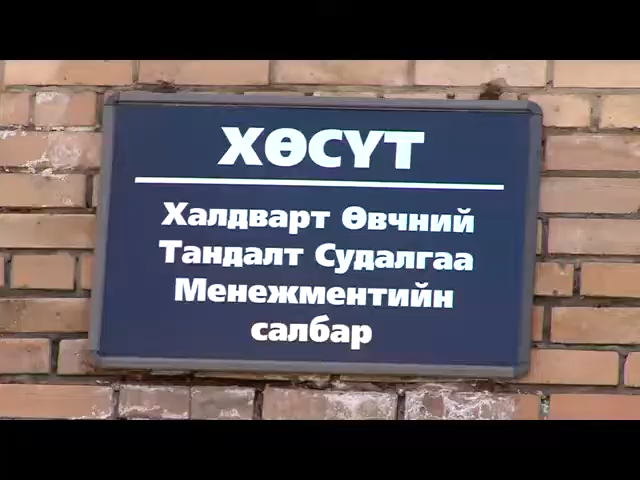 ХӨСҮТ
Халдварт Өвчний
Тандалт Судалгаа
Менежментийн
салбар